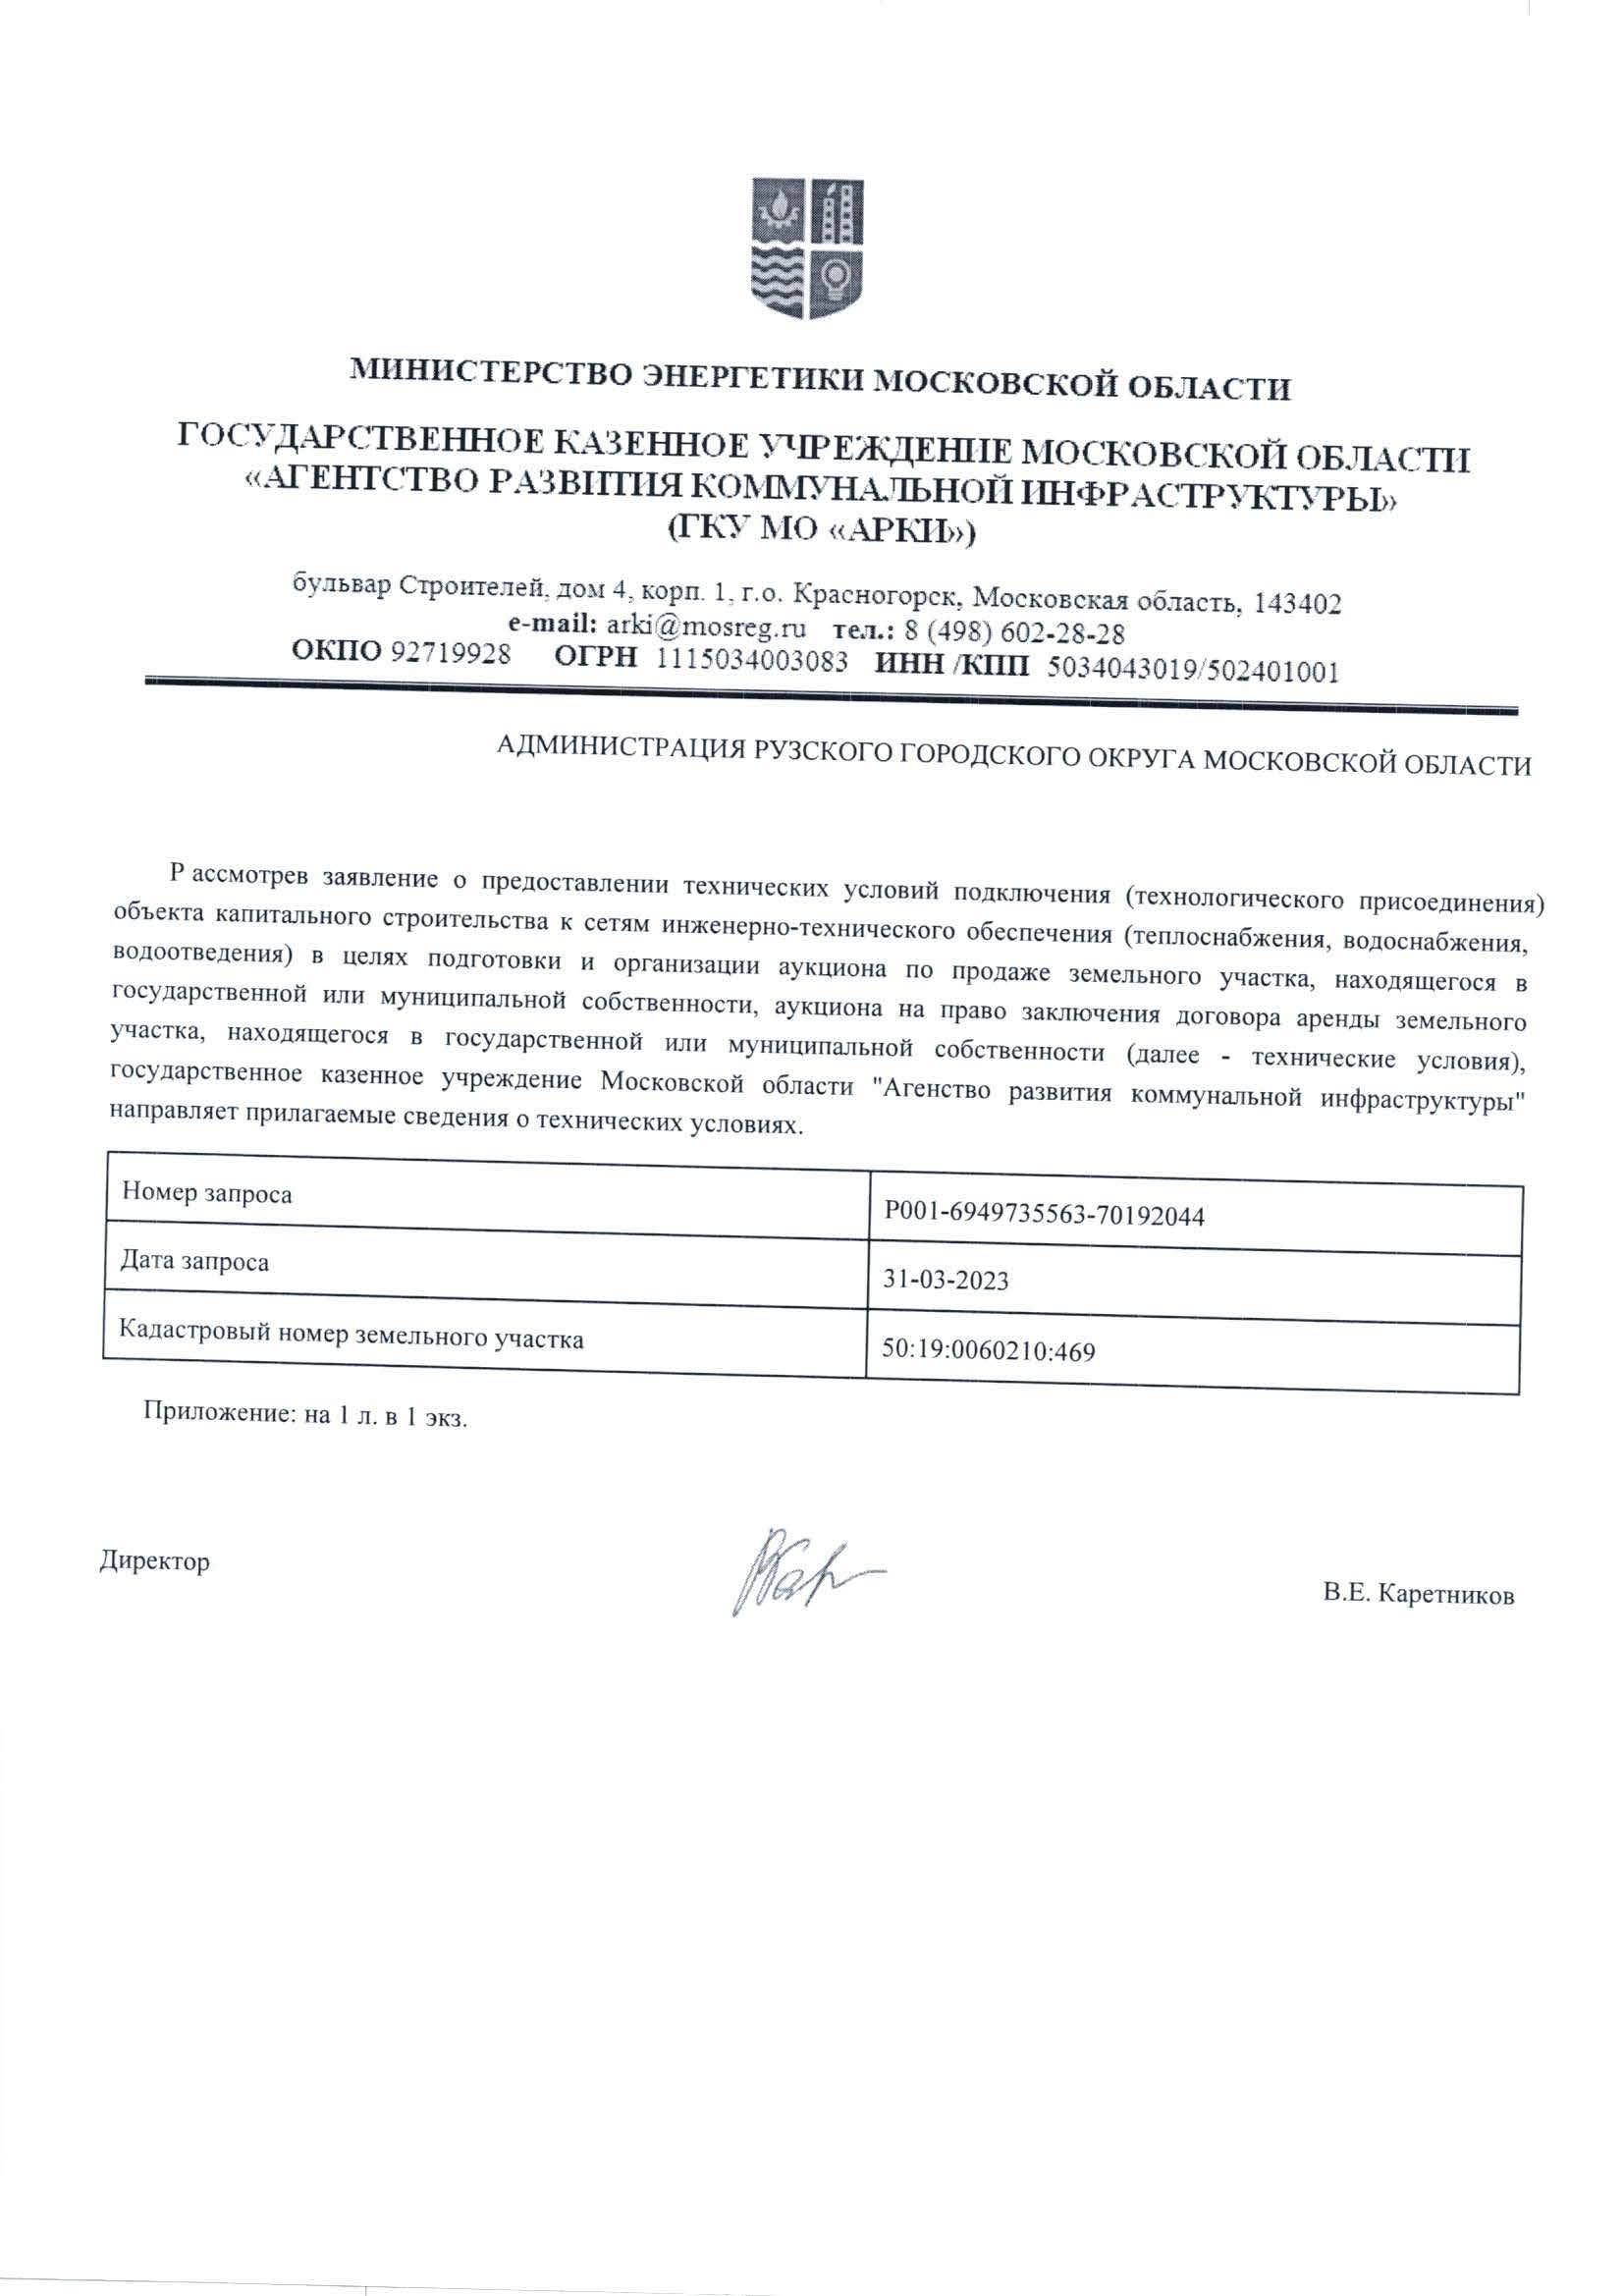 МИНИСТЕРСТВО ЭНЕРГЕТИКИ МОСКОВСКОЙ ОБЛАСТИ
ГОСУДАРСТВЕННОЕ КАЗЕННОЕ УЧРЕЖДЕНИЕ МОСКОВСКОЙ ОБЛАСТИ
«АГЕНТСТВО РАЗВИТИЯ КОММУНАЛЬНОЙ ИНФРАСТРУКТУРЫ»
(ГКУ МО «АРКИ»)
бульвар Строителей, дом 4, корп. 1, г.о. Красногорск, Московская область, 143402
e-mail: arki@mosreg.ru тел.: 8 (498) 602-28-28
ОКПО 92719928 ОГРН 1115034003083 ИНН /КПП 5034043019/502401001
АДМИНИСТРАЦИЯ РУЗСКОГО ГОРОДСКОГО ОКРУГА МОСКОВСКОЙ ОБЛАСТИ
Р ассмотрев заявление о предоставлении технических условий подключения (технологического присоединения)
объекта капитального строительства к сетям инженерно-технического обеспечения (теплоснабжения, водоснабжения,
водоотведения) в целях подготовки и организации аукциона по продаже земельного участка, находящегося в
государственной или муниципальной собственности, аукциона на право заключения договора аренды земельного
участка, находящегося в государственной или муниципальной собственности (далее - технические условия),
государственное казенное учреждение Московской области "Агенство развития коммунальной инфраструктуры"
направляет прилагаемые сведения о технических условиях.
Номер запроса P001-6949735563-70192044
Дата запроса 31-03-2023
Кадастровый номер земельного участка 50:19:0060210:469
Приложение: на 1 л. в 1 экз.
Директор
В.Е. Каретников